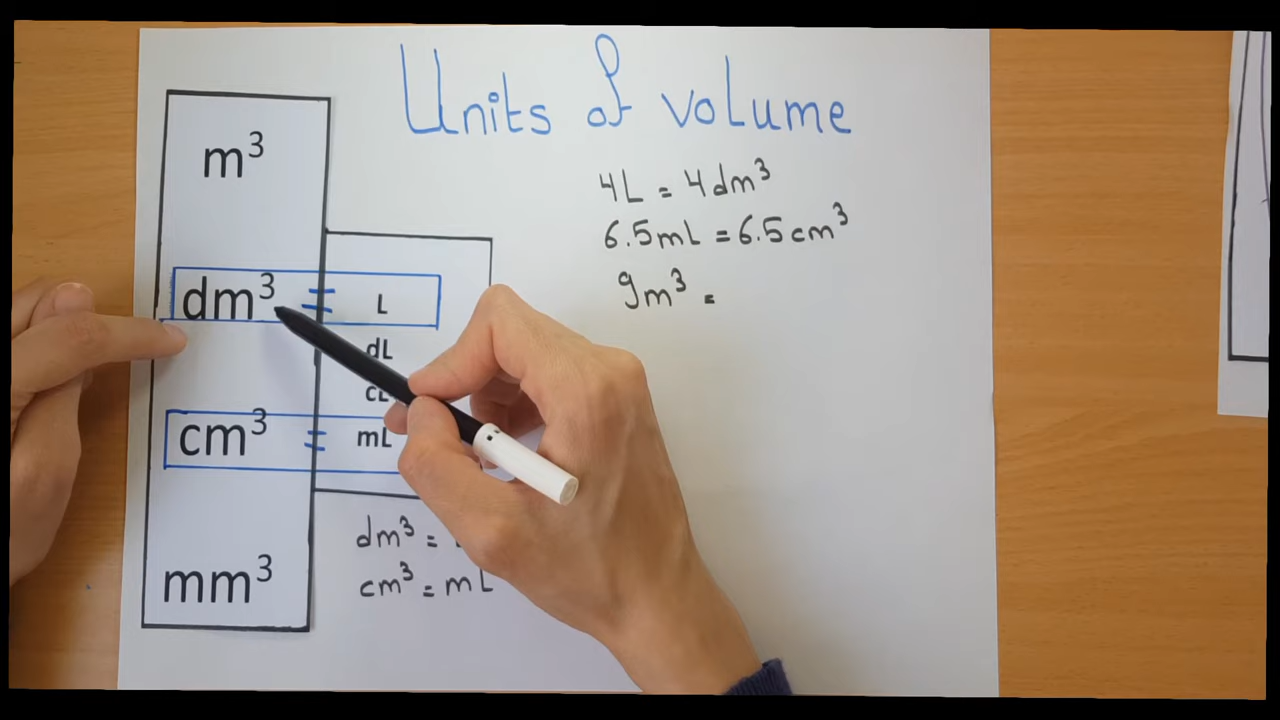 Units of volume
m³
dm³ = L
dL
cL
cm³ = mL
mm³
4L = 4dm³
6.5mL = 6.5cm³
9m³ =
dm³ =
cm³ = mL